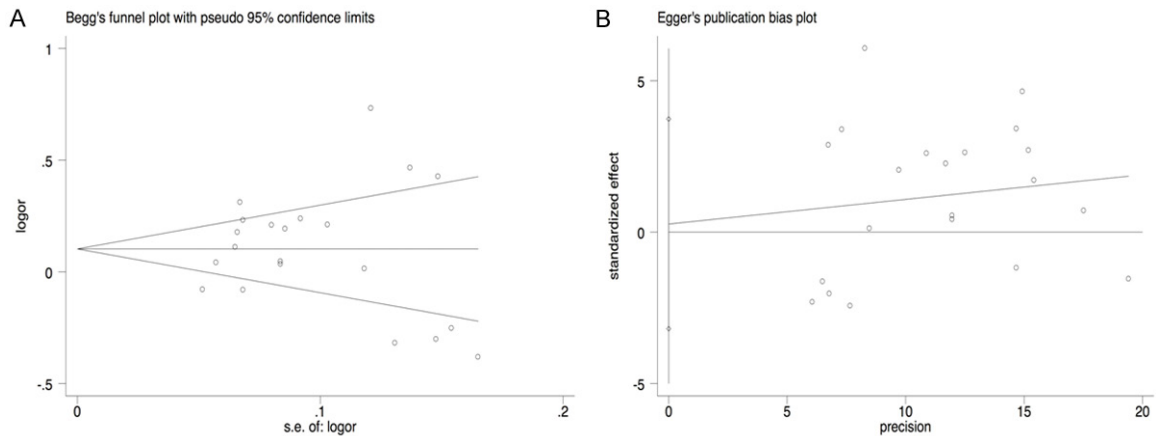 A
Begg's funnel plot with pseudo 95% confidence limits
1
.5
0
-.5
logor
0
.1
.2
s.e. of: logor
B
Egger's publication bias plot
5
0
-5
standardized effect
0
5
10
15
20
precision